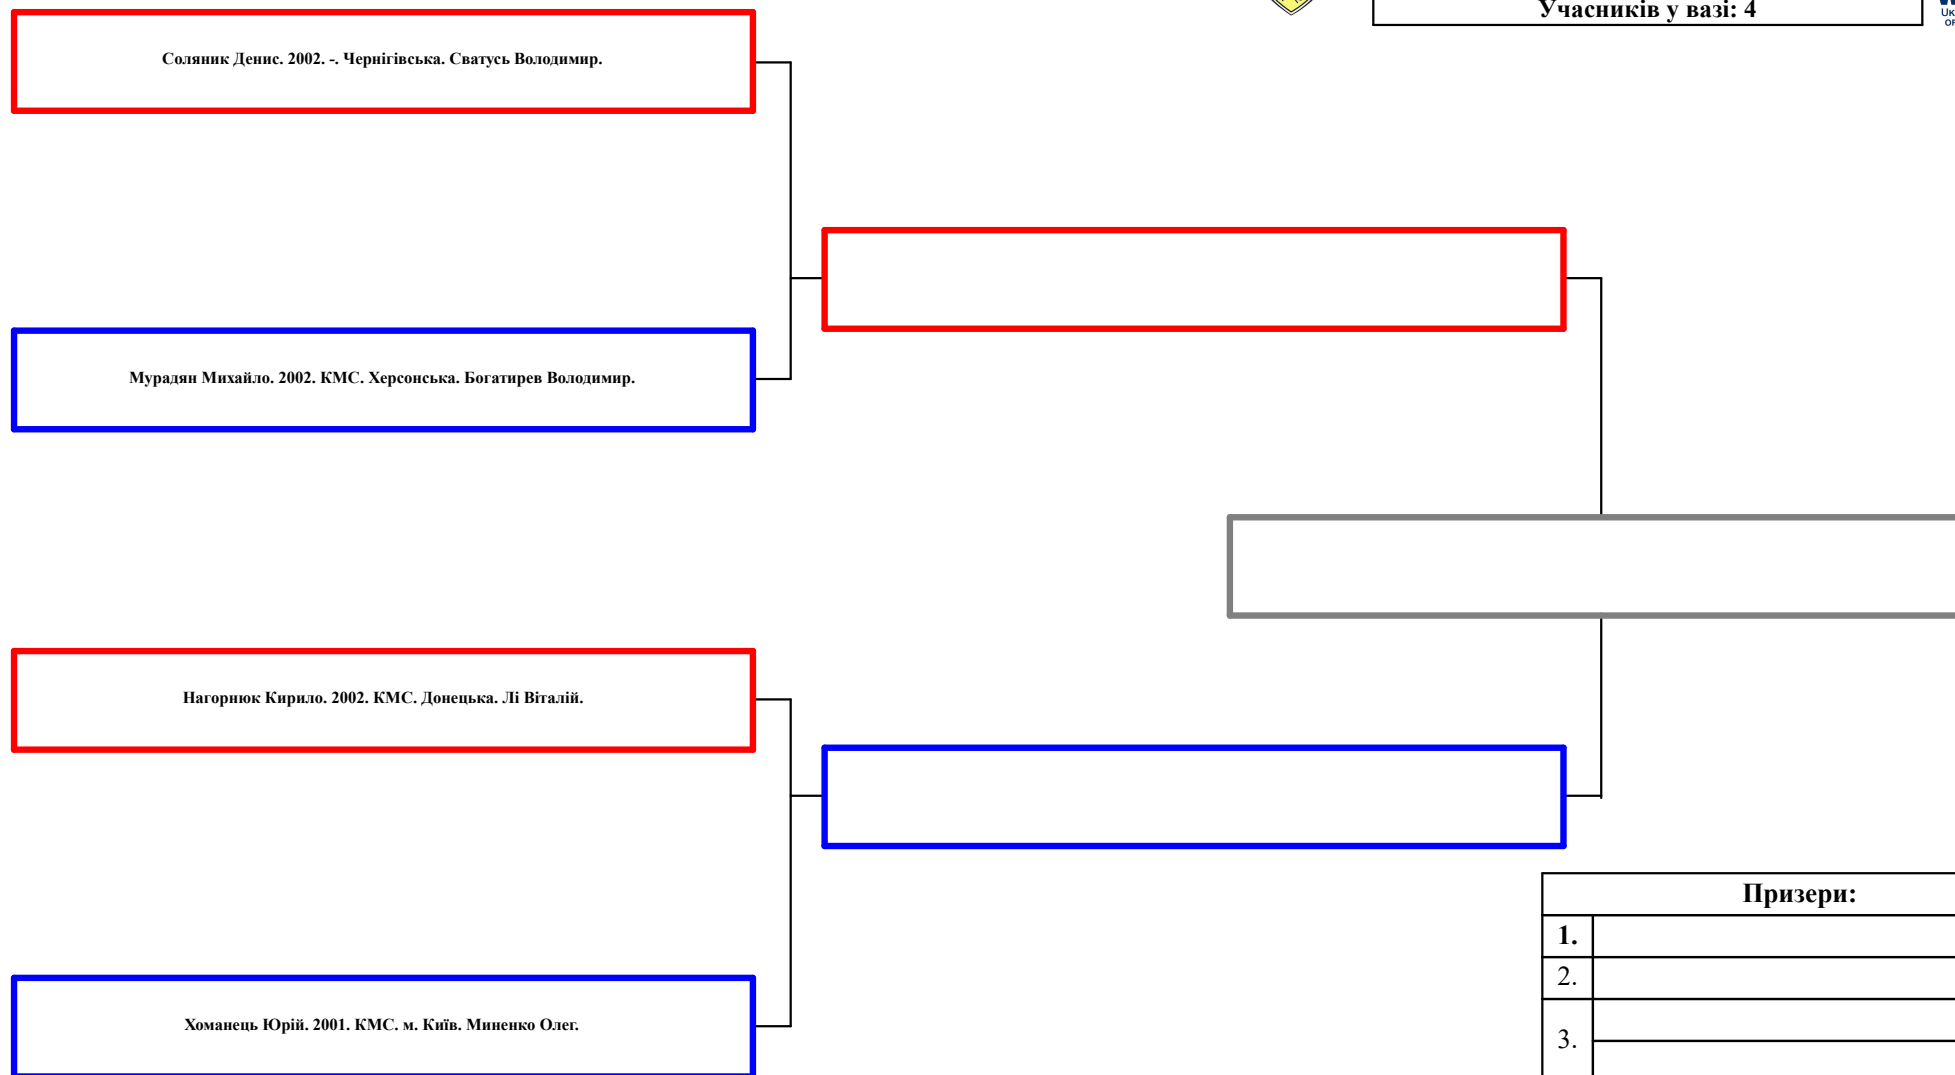 Учасників у вазі: 4
Соляник Денис. 2002. -. Чернігівська. Сватусь Володимир.
Мурадян Михайло. 2002. КМС. Херсонська. Богатирев Володимир.
Нагорнюк Кирило. 2002. КМС. Донецька. Лі Віталій.
Хоманець Юрій. 2001. КМС. м. Київ. Миненко Олег.
Призери:
1.
2.
3.